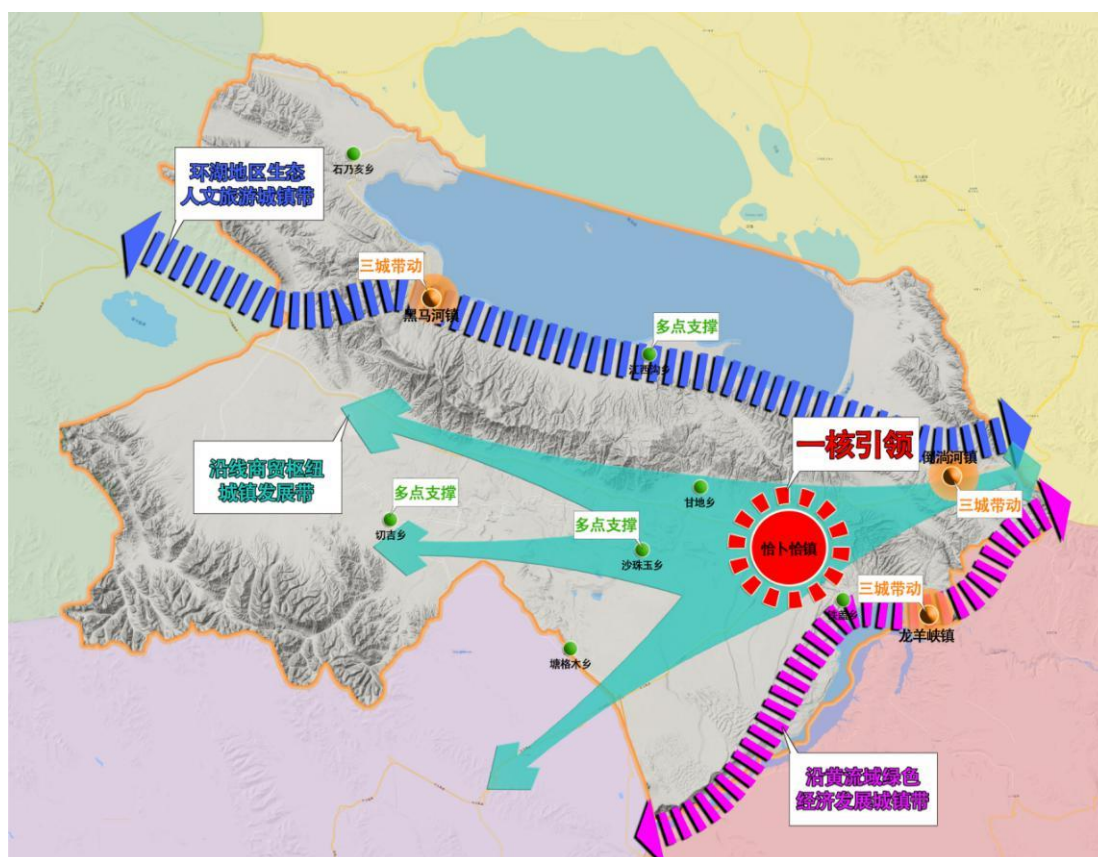 石乃亥乡
环湖地区生态
人文旅游城镇带
三城带动
黑马河镇
多点支撑
江西沟乡
一核引领
倒淌河镇
沿线商贸枢纽
城镇发展带
多点支撑
甘地乡
三城带动
切吉乡
多点支撑
沙珠玉乡
恰卜恰镇
三城带动
龙羊峡镇
塘格木乡
沿黄流域绿色
经济发展城镇带